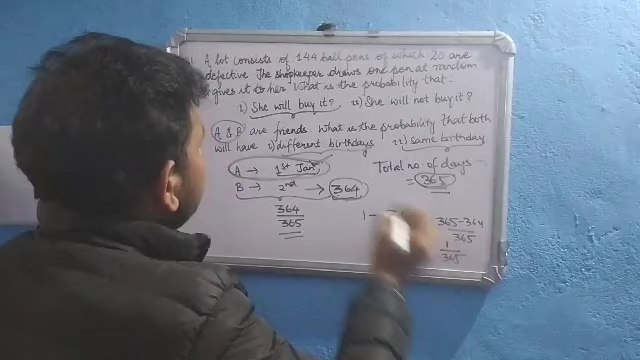 A lot consists of 144 ball pens of which 20 are
defective The shopkeeper draws one pen at random
gives it to her. What is the probability that.
i) She will buy it? ii) She will not buy it?
A & B are friends What is the probability that both
will have i) different birthdays ii) same birthday
A → 1st Jan
B → 2nd → 364
364
365
Total no. of days
= 365
1 -
365-364
365
1
365